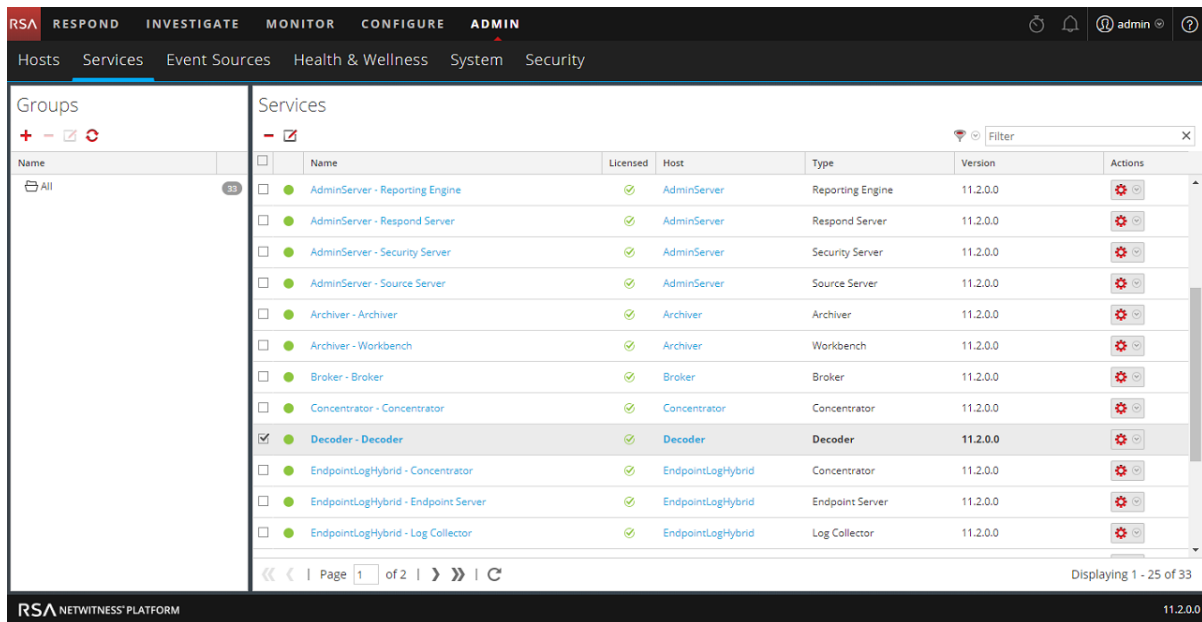 RSA RESPOND INVESTIGATE MONITOR CONFIGURE ADMIN admin
Hosts Services Event Sources Health & Wellness System Security
Groups
Name
All 33
Services
Filter
Name Licensed Host Type Version Actions
AdminServer - Reporting Engine AdminServer Reporting Engine 11.2.0.0
AdminServer - Respond Server AdminServer Respond Server 11.2.0.0
AdminServer - Security Server AdminServer Security Server 11.2.0.0
AdminServer - Source Server AdminServer Source Server 11.2.0.0
Archiver - Archiver Archiver Archiver 11.2.0.0
Archiver - Workbench Archiver Workbench 11.2.0.0
Broker - Broker Broker Broker 11.2.0.0
Concentrator - Concentrator Concentrator Concentrator 11.2.0.0
Decoder - Decoder Decoder Decoder 11.2.0.0
EndpointLogHybrid - Concentrator EndpointLogHybrid Concentrator 11.2.0.0
EndpointLogHybrid - Endpoint Server EndpointLogHybrid Endpoint Server 11.2.0.0
EndpointLogHybrid - Log Collector EndpointLogHybrid Log Collector 11.2.0.0
Page 1 of 2 Displaying 1 - 25 of 33
RSA NETWITNESS® PLATFORM 11.2.0.0